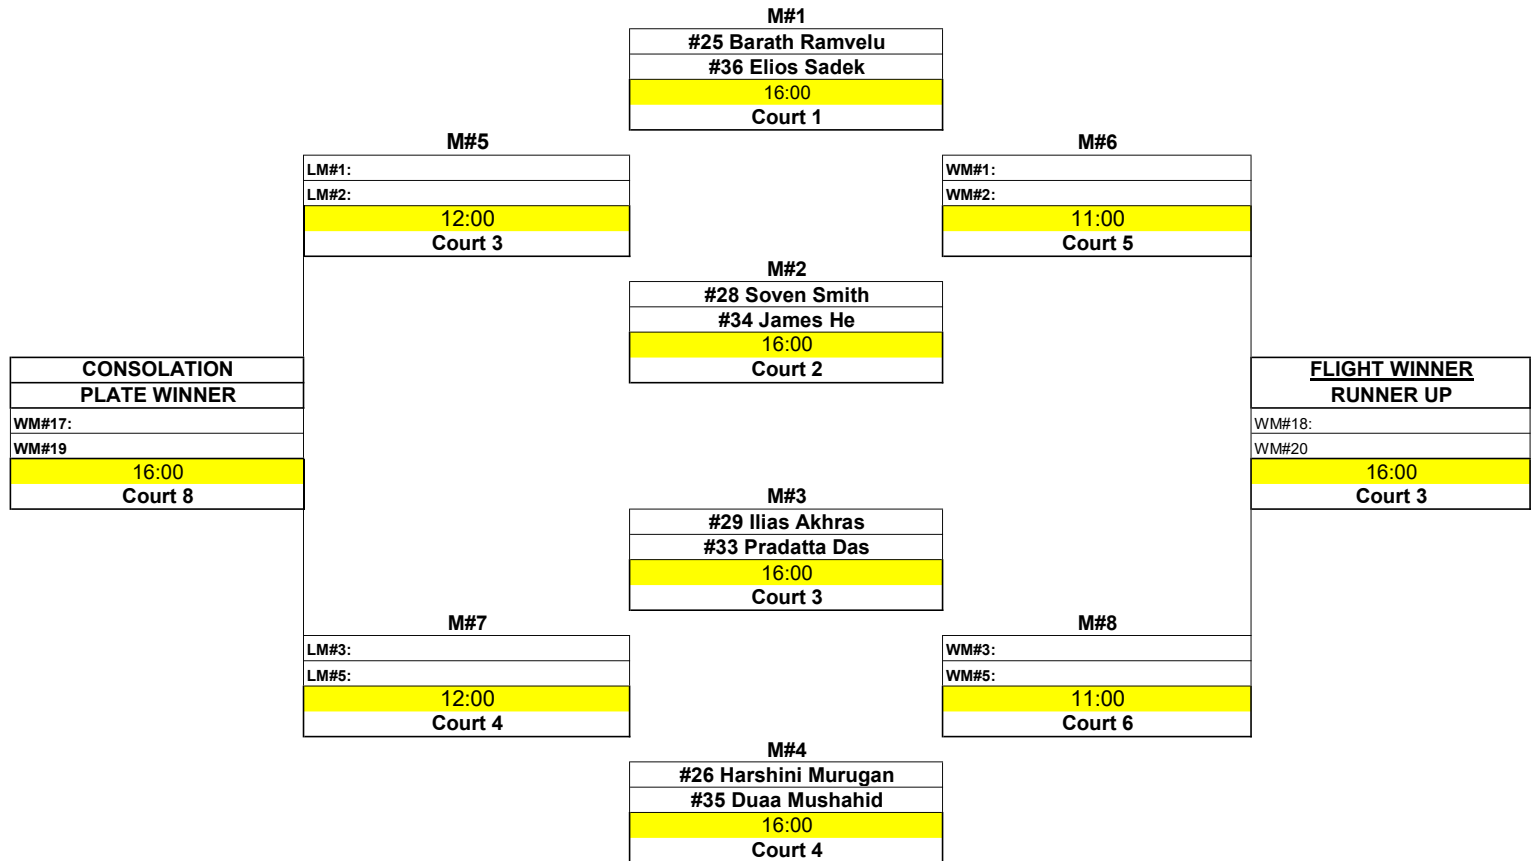 M#1
#25 Barath Ramvelu
#36 Elios Sadek
16:00
Court 1
M#5
M#6
LM#1:
WM#1:
LM#2:
WM#2:
12:00
11:00
Court 3
Court 5
M#2
#28 Soven Smith
#34 James He
16:00
Court 2
CONSOLATION
PLATE WINNER
WM#17:
WM#19
16:00
Court 8
FLIGHT WINNER
RUNNER UP
WM#18:
WM#20
16:00
Court 3
M#3
#29 Ilias Akhras
#33 Pradatta Das
16:00
Court 3
M#7
M#8
LM#3:
WM#3:
LM#5:
WM#5:
12:00
11:00
Court 4
Court 6
M#4
#26 Harshini Murugan
#35 Duaa Mushahid
16:00
Court 4